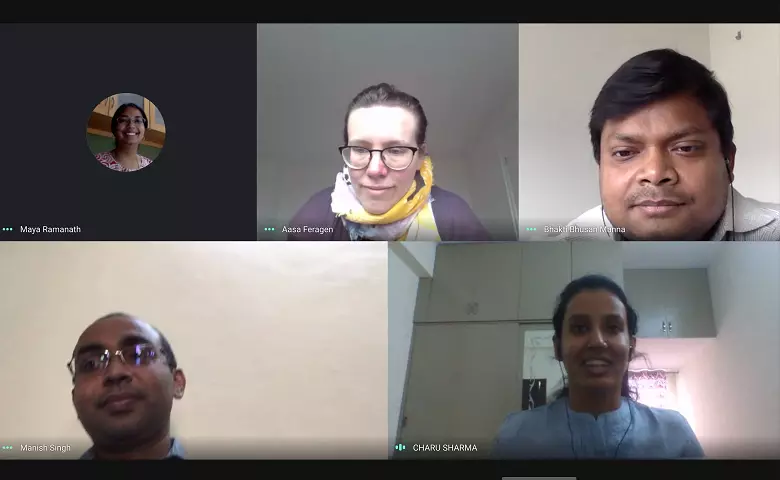 Maya Ramanath
Aasa Feragen
Bhakti Bhusan Manna
Manish Singh
CHARU SHARMA